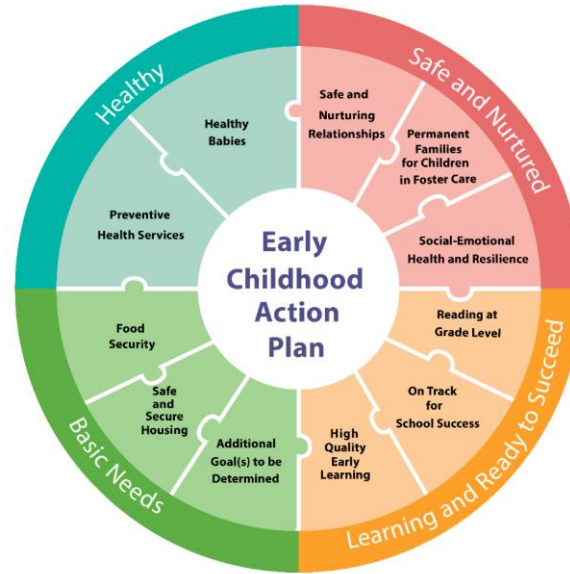 Healthy
Safe and Nurtured
Healthy
Babies
Safe and
Nurturing
Relationships
Permanent
Families
for Children
in Foster Care
Preventive
Health Services
Social-Emotional
Health and Resilience
Early
Childhood
Action
Plan
Food
Security
Reading at
Grade Level
Safe
and
Secure
Housing
On Track
for
School Success
Additional
Goal(s) to be
Determined
High
Quality
Early
Learning
Basic Needs
Learning and Ready to Succeed